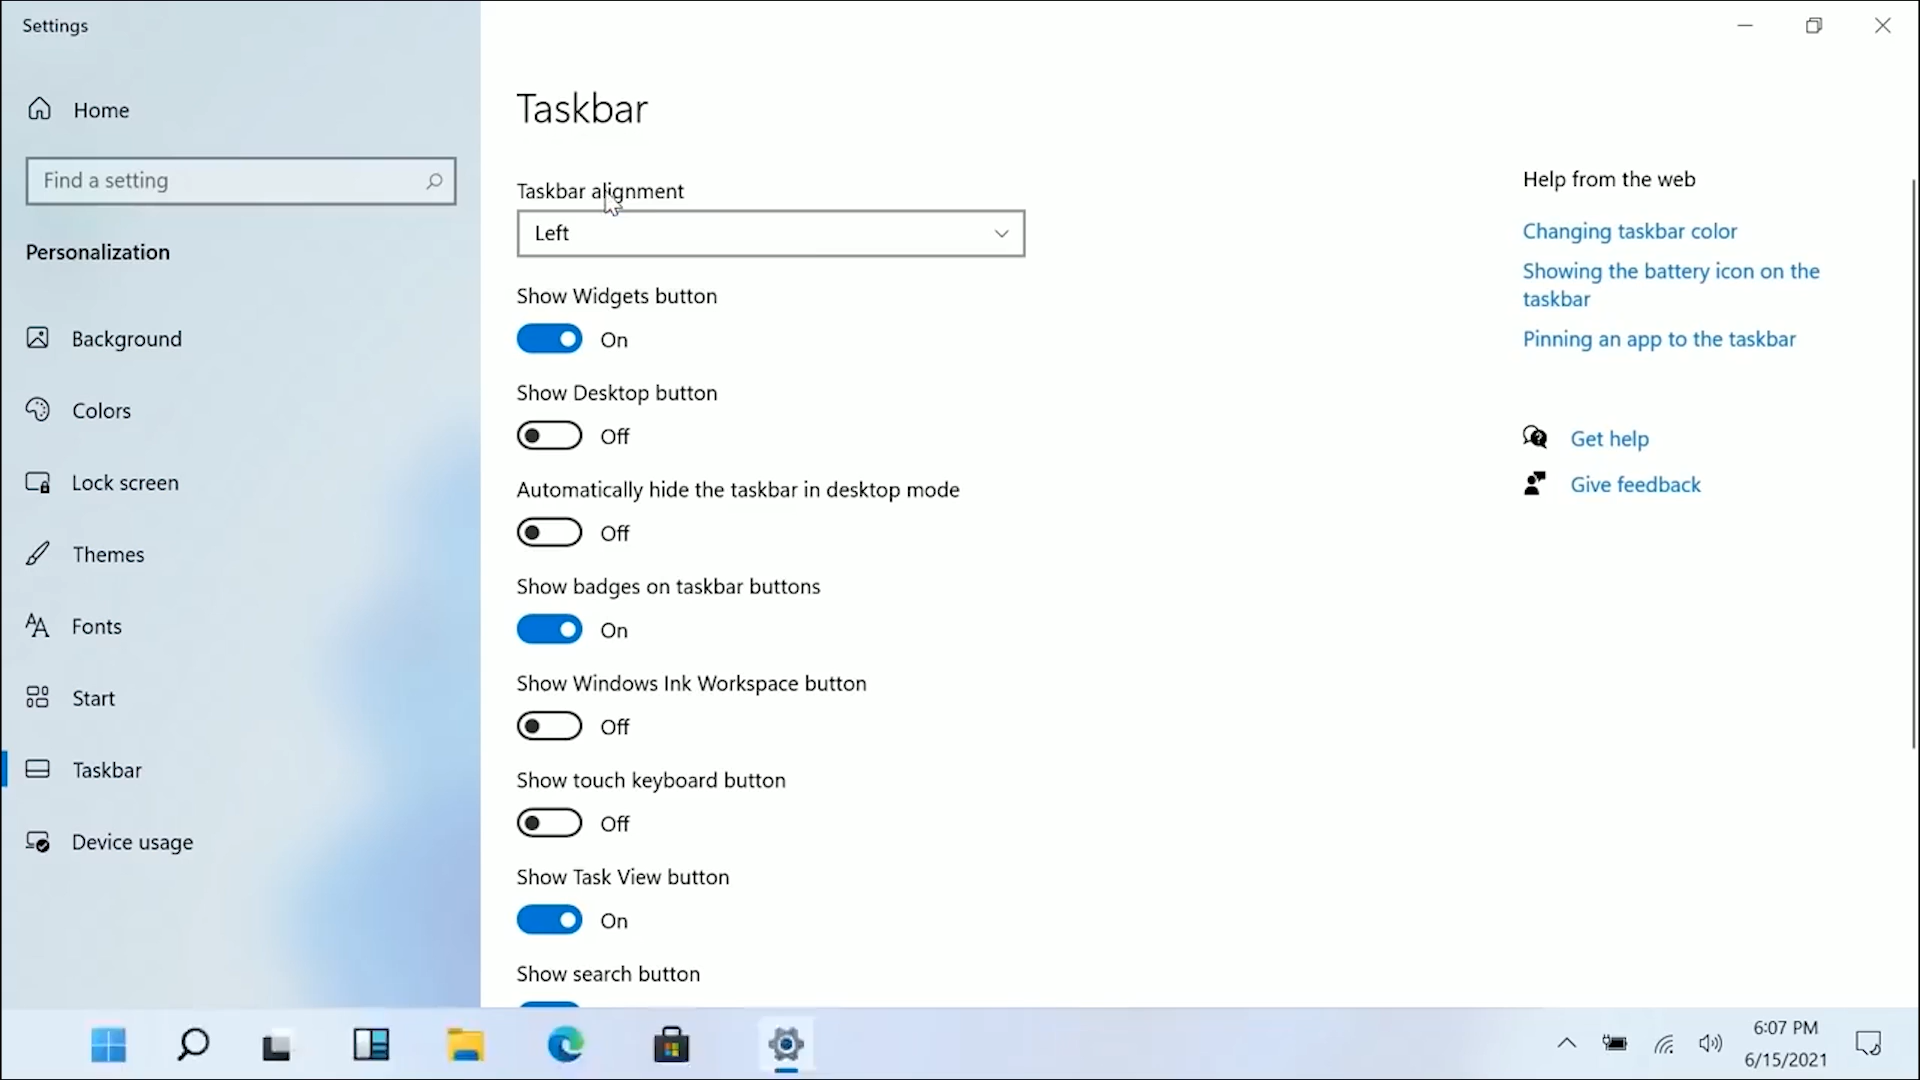 Settings
Home
Find a setting
Personalization
Background
Colors
Lock screen
Themes
Fonts
Start
Taskbar
Device usage
Taskbar
Taskbar alignment
Left
Show Widgets button
On
Show Desktop button
Off
Automatically hide the taskbar in desktop mode
Off
Show badges on taskbar buttons
On
Show Windows Ink Workspace button
Off
Show touch keyboard button
Off
Show Task View button
On
Show search button
Help from the web
Changing taskbar color
Showing the battery icon on the
taskbar
Pinning an app to the taskbar
Get help
Give feedback
6:07 PM
6/15/2021